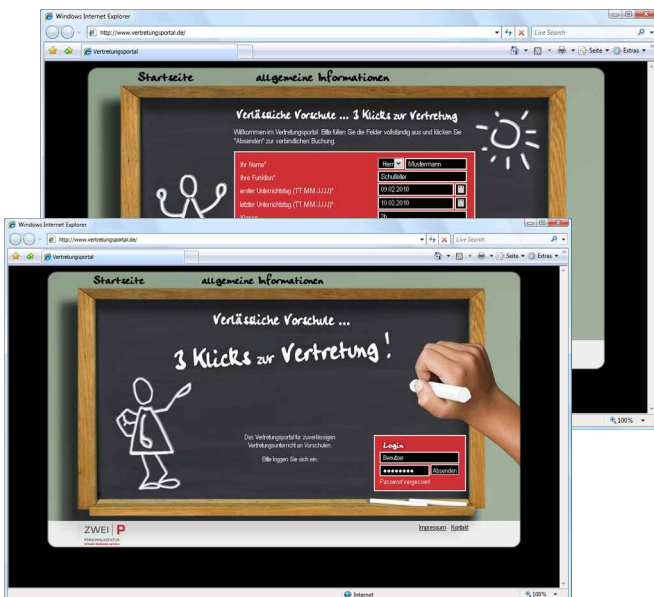 Windows Internet Explorer
http://www.vertretungsportal.de/
Live Search
Vertretungsportal
Seite Extras
Startseite allgemeine Informationen
Verlässliche Vorschule ... 3 Klicks zur Vertretung
Willkommen im Vertretungsportal. Bitte füllen Sie die Felder vollständig aus und klicken Sie
"Absenden" zur verbindlichen Buchung.
Ihr Name* Herr Mustermann
Ihre Funktion* Schulleiter
erster Unterrichtstag (TT.MM.JJJJ)* 09.02.2010
letzter Unterrichtstag (TT.MM.JJJJ)* 10.02.2010
Klasse 2b
100%
Windows Internet Explorer
http://www.vertretungsportal.de/
Live Search
Vertretungsportal
Seite Extras
Startseite allgemeine Informationen
Verlässliche Vorschule ...
3 Klicks zur Vertretung!
Das Vertretungsportal für zuverlässigen
Vertretungsunterricht an Vorschulen.
Bitte loggen Sie sich ein.
Login
Benutzer
Absenden
Passwort vergessen!
ZWEI P
PERSONALAGENTUR
Impressum Kontakt
Internet
100%